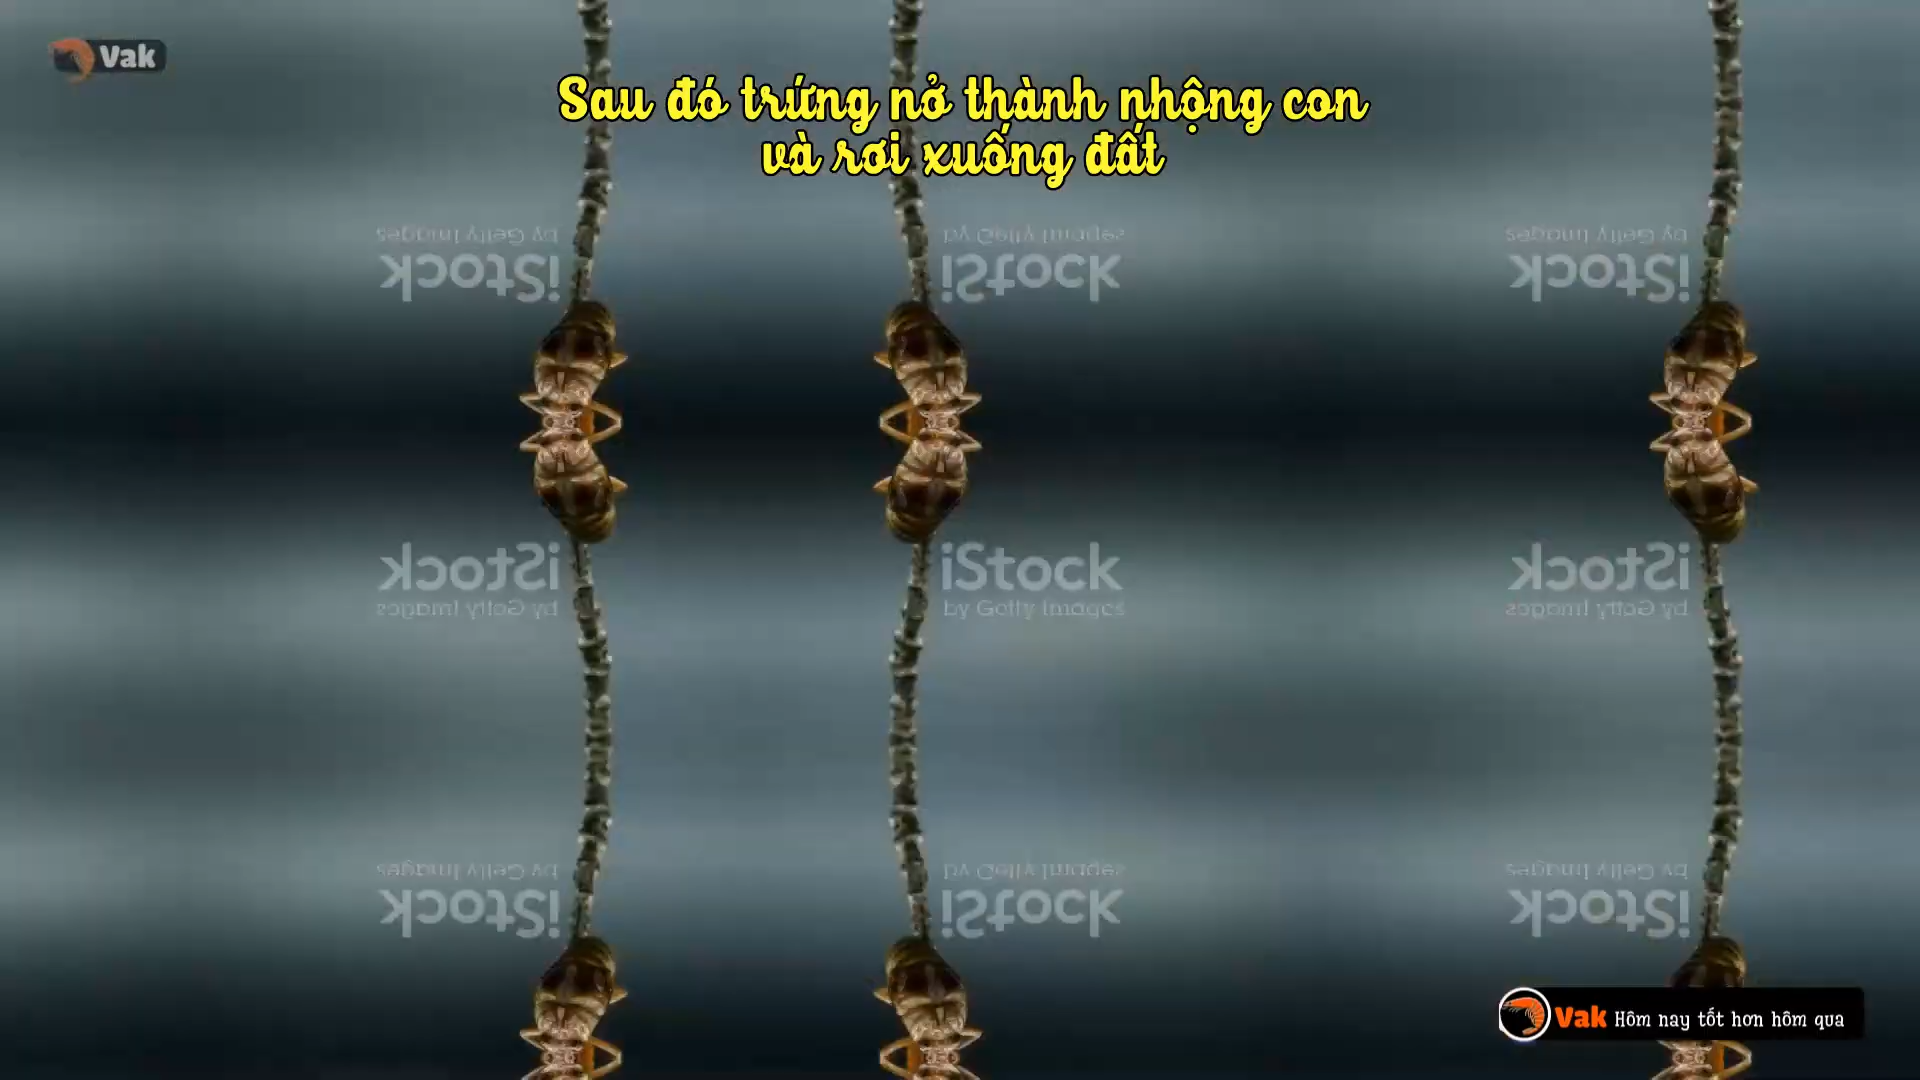 Vak
Sau đó trứng nở thành nhộng con
và rơi xuống đất
by Getty Images by Getty Images by Getty Images
iStock iStock iStock
iStock iStock iStock
by Getty Images by Getty Images by Getty Images
by Getty Images by Getty Images by Getty Images
iStock iStock iStock
Vak Hôm nay tốt hơn hôm qua